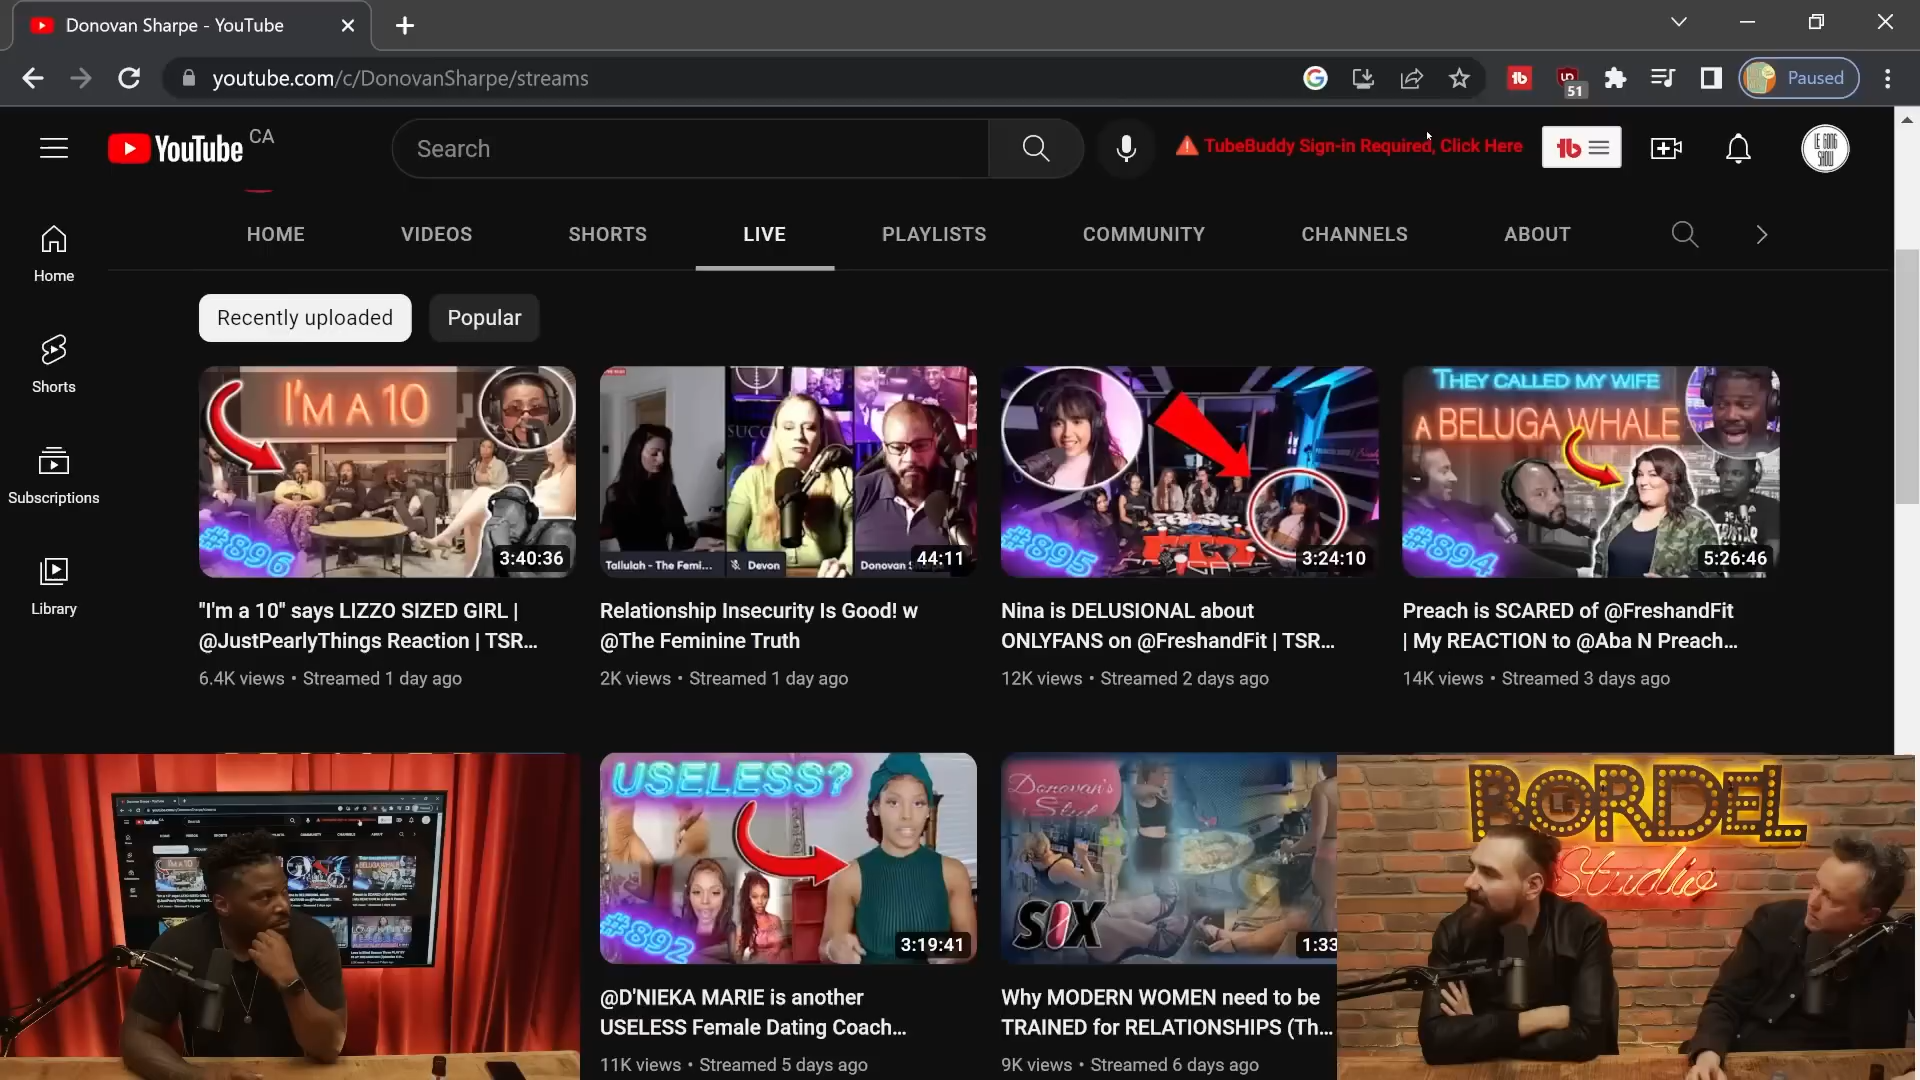 Donovan Sharpe - YouTube
youtube.com/c/DonovanSharpe/streams
51
Paused
YouTube CA
Search
TubeBuddy Sign-in Required, Click Here
LE GONG SHOW
HOME
VIDEOS
SHORTS
LIVE
PLAYLISTS
COMMUNITY
CHANNELS
ABOUT
Home
Shorts
Subscriptions
Library
Recently uploaded
Popular
I'M A 10
#896
3:40:36
"I'm a 10" says LIZZO SIZED GIRL |
@JustPearlyThings Reaction | TSR...
6.4K views • Streamed 1 day ago
SUCC
Tallulah - The Femi...
Devon
Donovan S
44:11
Relationship Insecurity Is Good! w
@The Feminine Truth
2K views • Streamed 1 day ago
#895
3:24:10
Nina is DELUSIONAL about
ONLYFANS on @FreshandFit | TSR...
12K views • Streamed 2 days ago
THEY CALLED MY WIFE
A BELUGA WHALE
#894
5:26:46
Preach is SCARED of @FreshandFit
| My REACTION to @Aba N Preach...
14K views • Streamed 3 days ago
USELESS?
#892
3:19:41
@D'NIEKA MARIE is another
USELESS Female Dating Coach...
11K views • Streamed 5 days ago
Donovan's
SIX
1:33
Why MODERN WOMEN need to be
TRAINED for RELATIONSHIPS (Th...
9K views • Streamed 6 days ago
LE
BORDEL
Studio